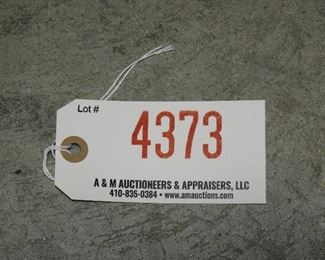 Lot #
4373
A & M AUCTIONEERS & APPRAISERS, LLC
410-835-0384 • www.amauctions.com